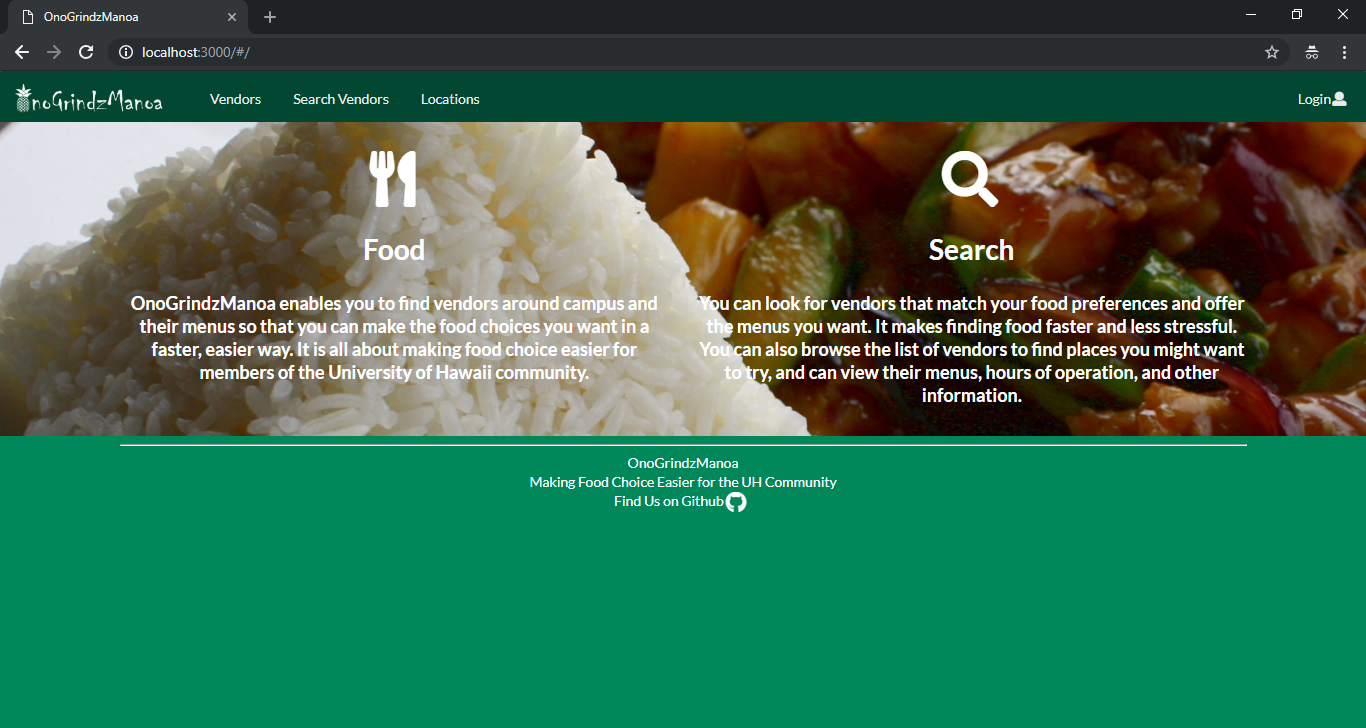 OnoGrindzManoa
localhost:3000/#/
OnoGrindzManoa
Vendors
Search Vendors
Locations
Login
Food
OnoGrindzManoa enables you to find vendors around campus and
their menus so that you can make the food choices you want in a
faster, easier way. It is all about making food choice easier for
members of the University of Hawaii community.
Search
You can look for vendors that match your food preferences and offer
the menus you want. It makes finding food faster and less stressful.
You can also browse the list of vendors to find places you might want
to try, and can view their menus, hours of operation, and other
information.
OnoGrindzManoa
Making Food Choice Easier for the UH Community
Find Us on Github